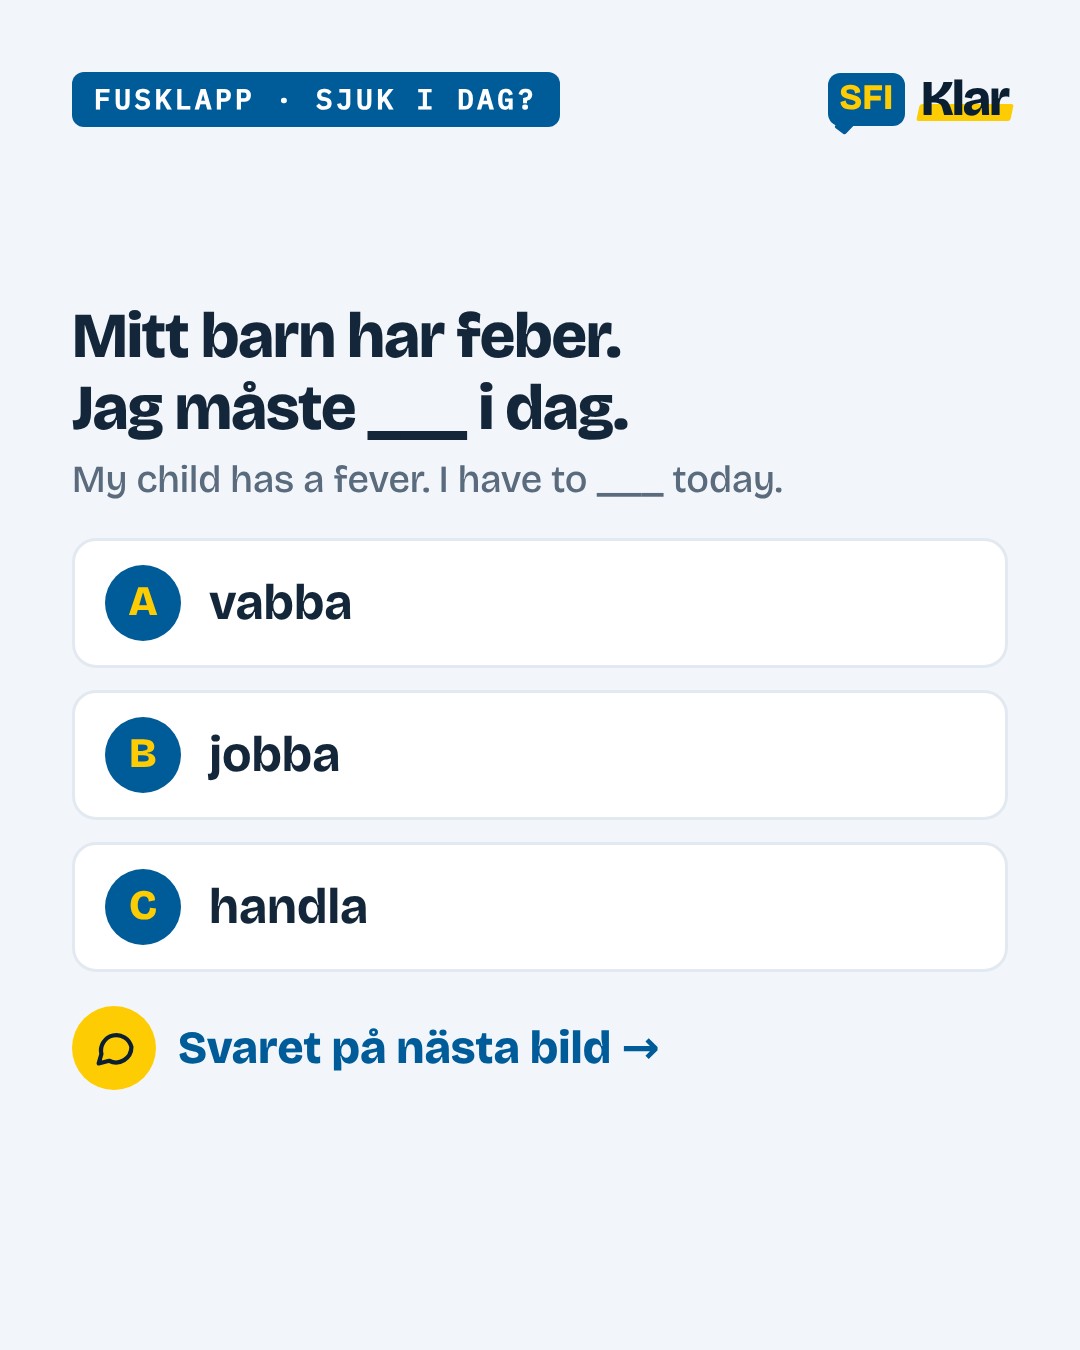 FUSKLAPP · SJUK I DAG?
SFI Klar
Mitt barn har feber.
Jag måste ___ i dag.
My child has a fever. I have to ___ today.
A vabba
B jobba
C handla
Svaret på nästa bild →